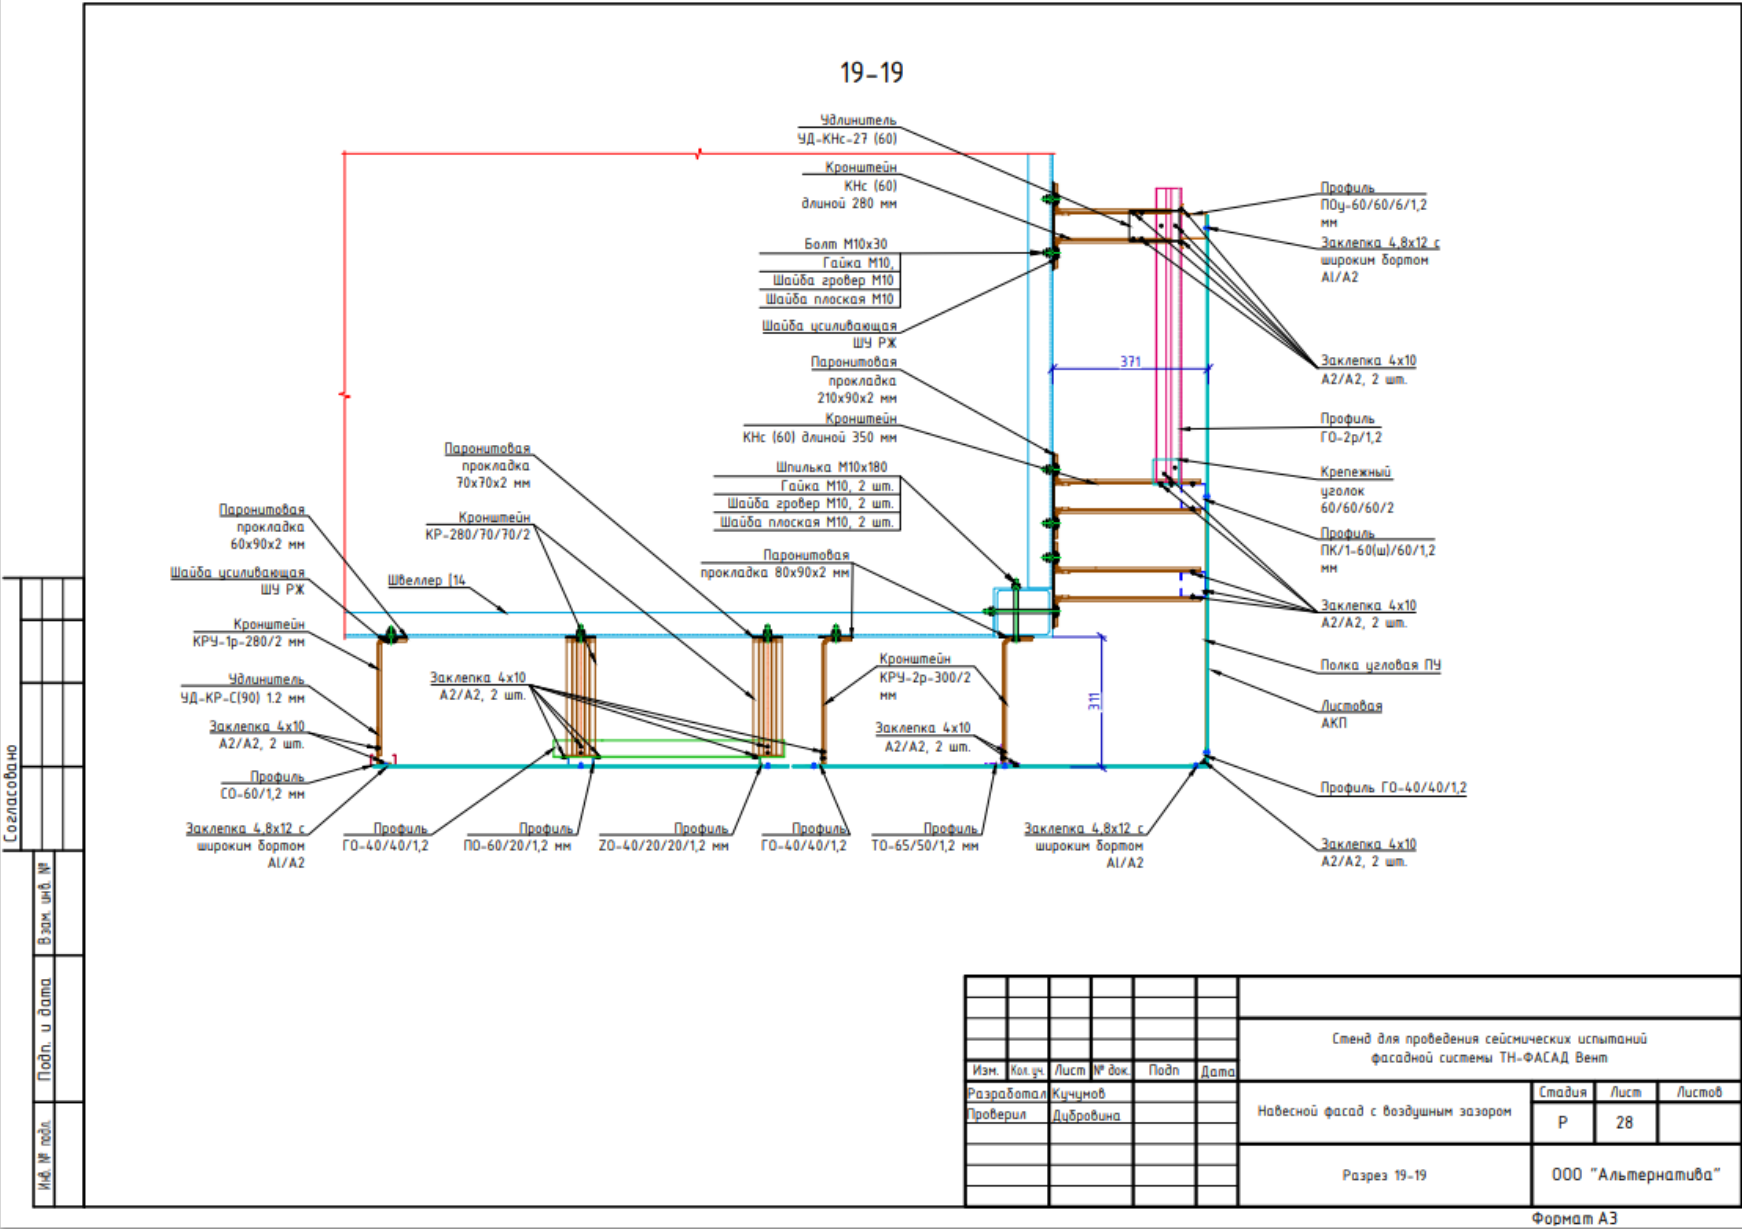 19-19
Удлинитель
УД-КНс-27 (60)
Кронштейн
КНс (60)
длиной 280 мм
Болт М10х30
Гайка М10,
Шайба гровер М10
Шайба плоская М10
Шайба усиливающая
ШУ РЖ
Паронитовая
прокладка
210х90х2 мм
Кронштейн
КНс (60) длиной 350 мм
Шпилька М10х180
Гайка М10, 2 шт.
Шайба гровер М10, 2 шт.
Шайба плоская М10, 2 шт.
Паронитовая
прокладка 80х90х2 мм
Паронитовая
прокладка
70х70х2 мм
Кронштейн
КР-280/70/70/2
Швеллер [14
Паронитовая
прокладка
60х90х2 мм
Шайба усиливающая
ШУ РЖ
Кронштейн
КРУ-1р-280/2 мм
Удлинитель
УД-КР-С(90) 1.2 мм
Заклепка 4х10
А2/А2, 2 шт.
Профиль
СО-60/1,2 мм
Заклепка 4,8х12 с
широким бортом
Al/А2
Заклепка 4х10
А2/А2, 2 шт.
Кронштейн
КРУ-2р-300/2
мм
Заклепка 4х10
А2/А2, 2 шт.
Профиль
ГО-40/40/1,2
Профиль
ПО-60/20/1,2 мм
Профиль
ZО-40/20/20/1,2 мм
Профиль
ГО-40/40/1,2
Профиль
ТО-65/50/1,2 мм
Заклепка 4,8х12 с
широким бортом
Al/А2
371
311
Профиль
ПОу-60/60/6/1,2
мм
Заклепка 4,8х12 с
широким бортом
Al/А2
Заклепка 4х10
А2/А2, 2 шт.
Профиль
ГО-2р/1,2
Крепежный
уголок
60/60/60/2
Профиль
ПК/1-60(ш)/60/1,2
мм
Заклепка 4х10
А2/А2, 2 шт.
Полка угловая ПУ
Листовая
АКП
Профиль ГО-40/40/1,2
Заклепка 4х10
А2/А2, 2 шт.
Согласовано
Взам. инв. №
Подп. и дата
Инв. № подл.
Изм. Кол.уч. Лист № док. Подп Дата
Разработал Кучумов
Проверил Дубровина
Стенд для проведения сейсмических испытаний
фасадной системы ТН-ФАСАД Вент
Навесной фасад с воздушным зазором
Стадия Лист Листов
Р 28
Разрез 19-19
ООО "Альтернатива"
Формат А3